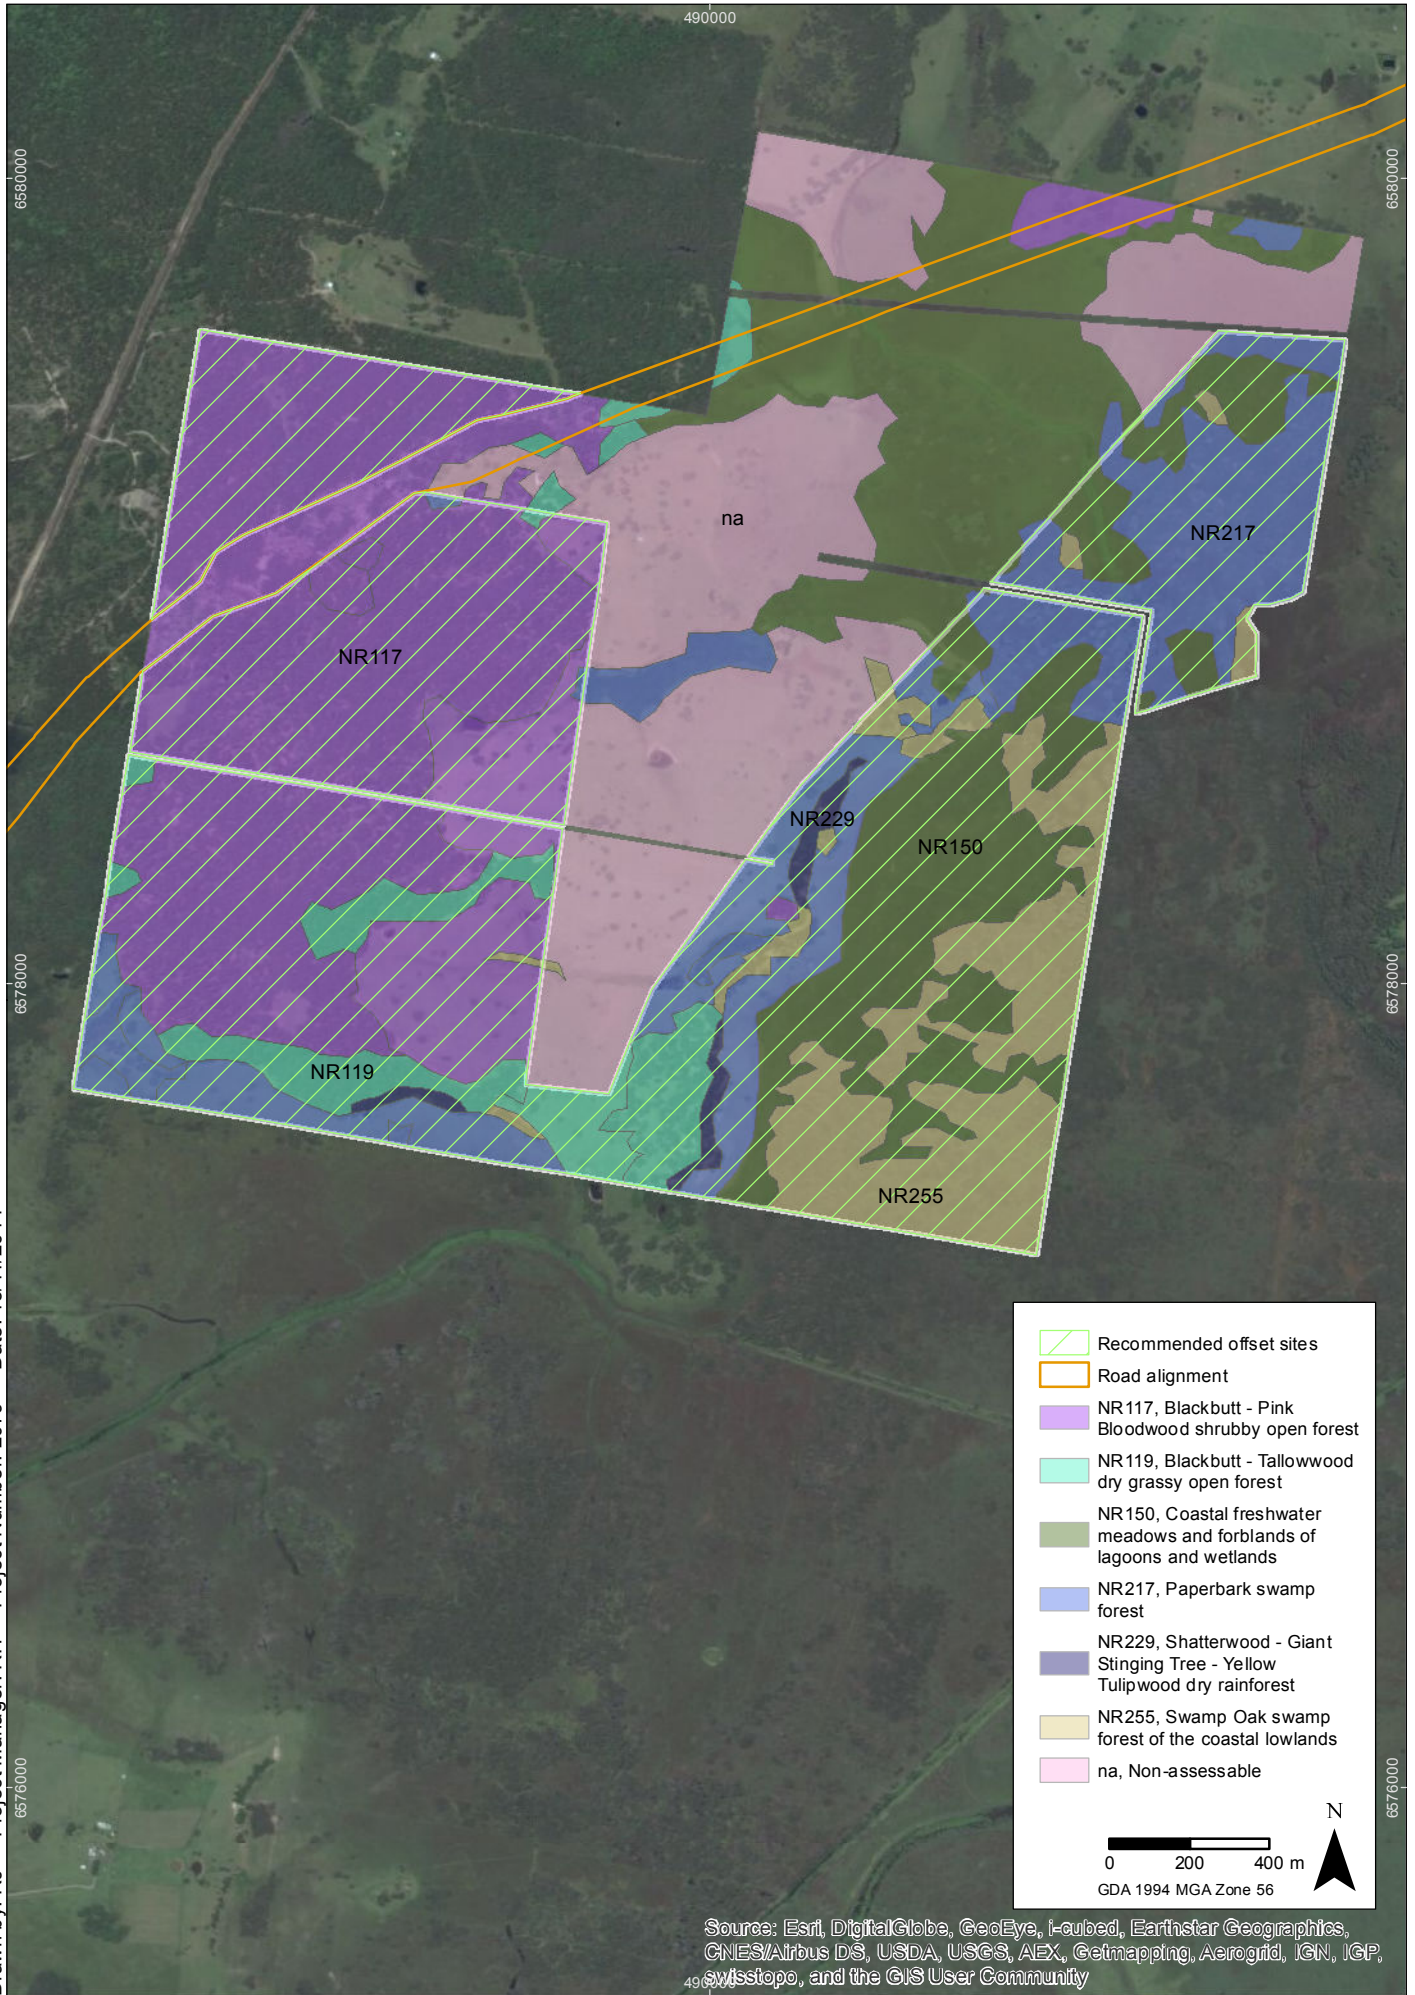 490000
6580000
6580000
na
NR217
NR117
NR229
NR150
6578000
6578000
NR119
NR255
Recommended offset sites
Road alignment
NR117, Blackbutt - Pink
Bloodwood shrubby open forest
NR119, Blackbutt - Tallowwood
dry grassy open forest
NR150, Coastal freshwater
meadows and forblands of
lagoons and wetlands
NR217, Paperbark swamp
forest
NR229, Shatterwood - Giant
Stinging Tree - Yellow
Tulipwood dry rainforest
NR255, Swamp Oak swamp
forest of the coastal lowlands
na, Non-assessable
6576000
6576000
N
0 200 400 m
GDA 1994 MGA Zone 56
Source: Esri, DigitalGlobe, GeoEye, i-cubed, Earthstar Geographics,
CNES/Airbus DS, USDA, USGS, AEX, Getmapping, Aerogrid, IGN, IGP,
swisstopo, and the GIS User Community
490000